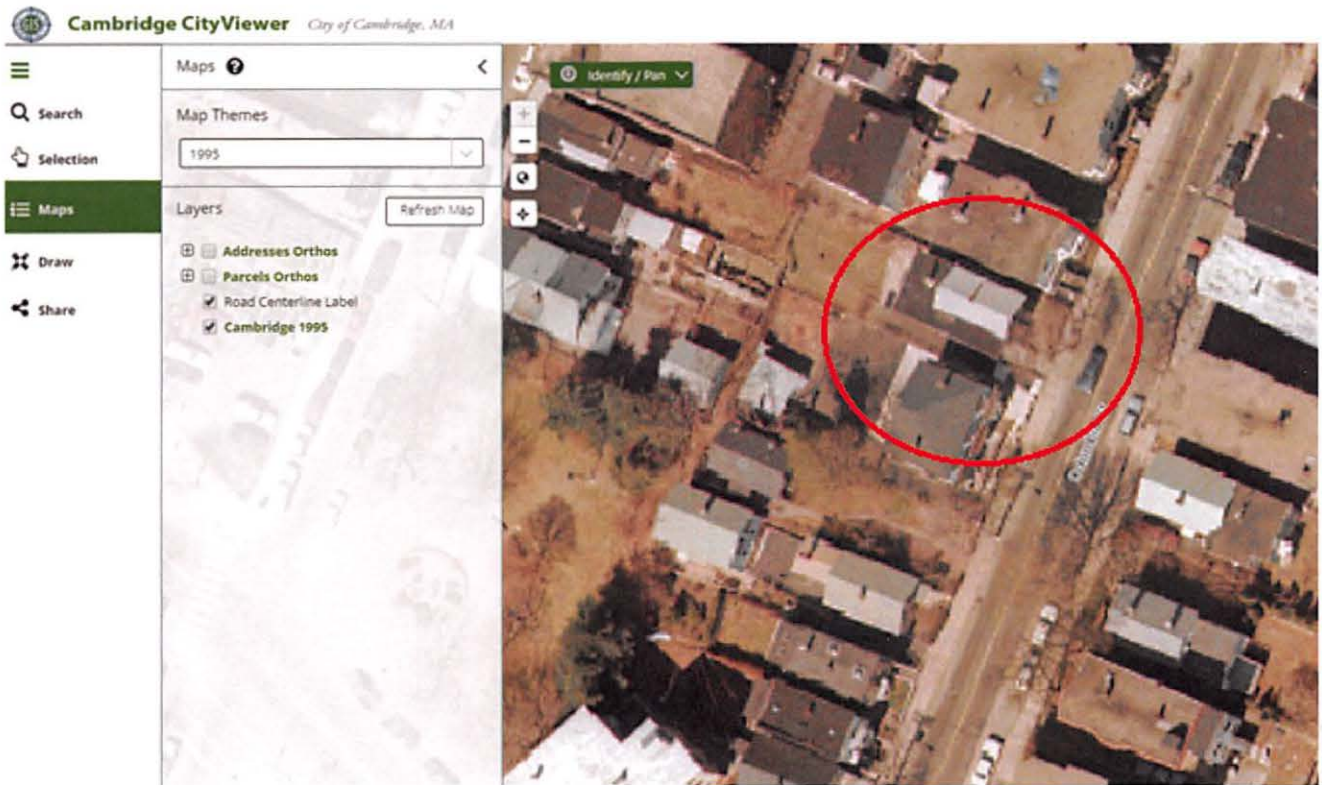 Cambridge CityViewer City of Cambridge, MA
Maps ?
Identify / Pan
Search
Selection
Maps
Draw
Share
Map Themes
1995
Layers
Refresh Map
Addresses Orthos
Parcels Orthos
Road Centerline Label
Cambridge 1995